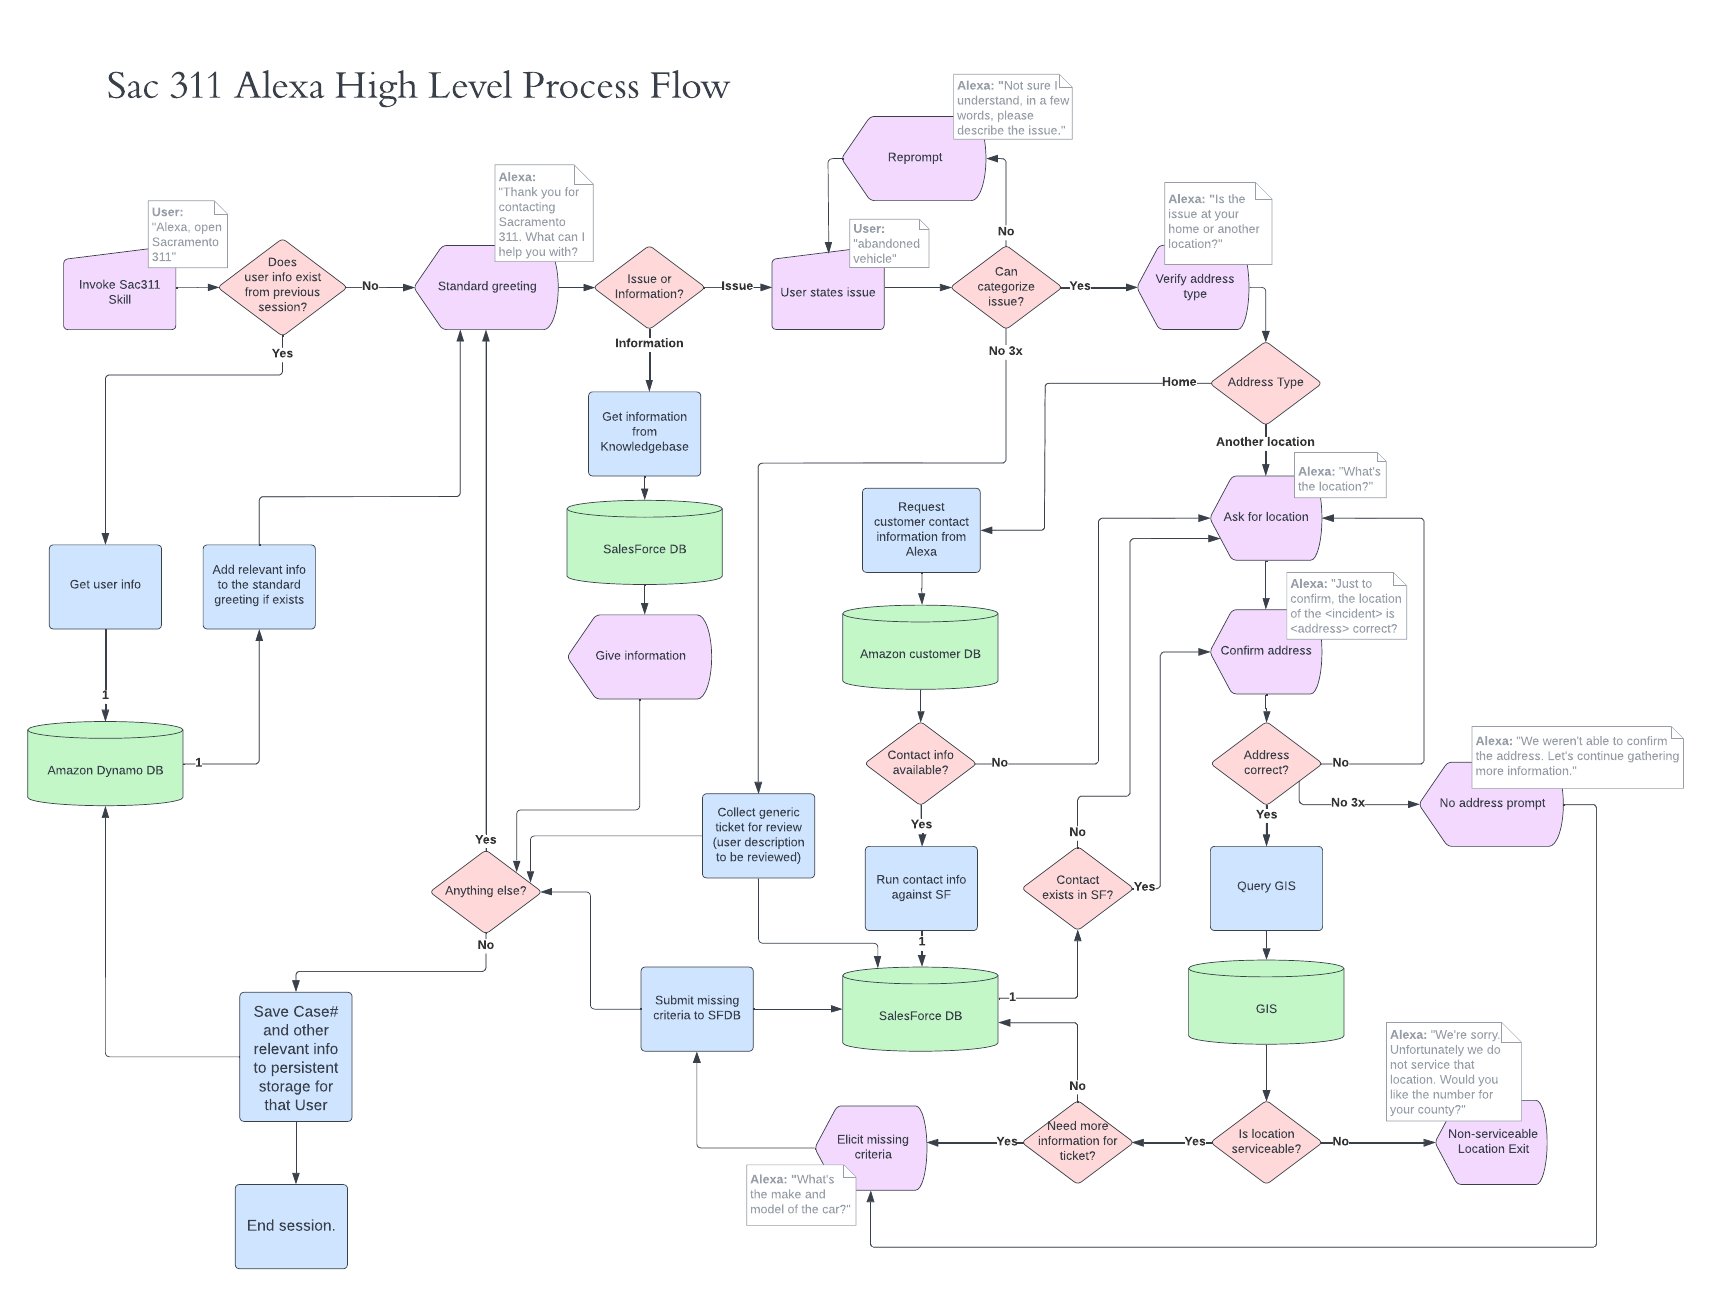 Sac 311 Alexa High Level Process Flow
Alexa: "Not sure I
understand, in a few
words, please
describe the issue."
Reprompt
Alexa:
"Thank you for
contacting
Sacramento
311. What can I
help you with?
Alexa: "Is the
issue at your
home or another
location?"
User:
"Alexa, open
Sacramento
311"
User:
"abandoned
vehicle"
No
Invoke Sac311
Skill
Does
user info exist
from previous
session?
No
Standard greeting
Issue or
Information?
Issue
User states issue
Can
categorize
issue?
Yes
Verify address
type
Yes
Information
No 3x
Home
Address Type
Another location
Get information
from
Knowledgebase
Alexa: "What's
the location?"
Request
customer contact
information from
Alexa
Ask for location
SalesForce DB
Get user info
Add relevant info
to the standard
greeting if exists
Alexa: "Just to
confirm, the location
of the <incident> is
<address> correct?
Give information
Amazon customer DB
Confirm address
1
Amazon Dynamo DB
1
Contact info
available?
No
Address
correct?
No
Alexa: "We weren't able to confirm
the address. Let's continue gathering
more information."
No 3x
No address prompt
Yes
Collect generic
ticket for review
(user description
to be reviewed)
Yes
No
Yes
Anything else?
Run contact info
against SF
Contact
exists in SF?
Yes
Query GIS
No
1
Save Case#
and other
relevant info
to persistent
storage for
that User
Submit missing
criteria to SFDB
SalesForce DB
1
GIS
Alexa: "We're sorry.
Unfortunately we do
not service that
location. Would you
like the number for
your county?"
No
Elicit missing
criteria
Yes
Need more
information for
ticket?
Yes
Is location
serviceable?
No
Non-serviceable
Location Exit
Alexa: "What's
the make and
model of the car?"
End session.